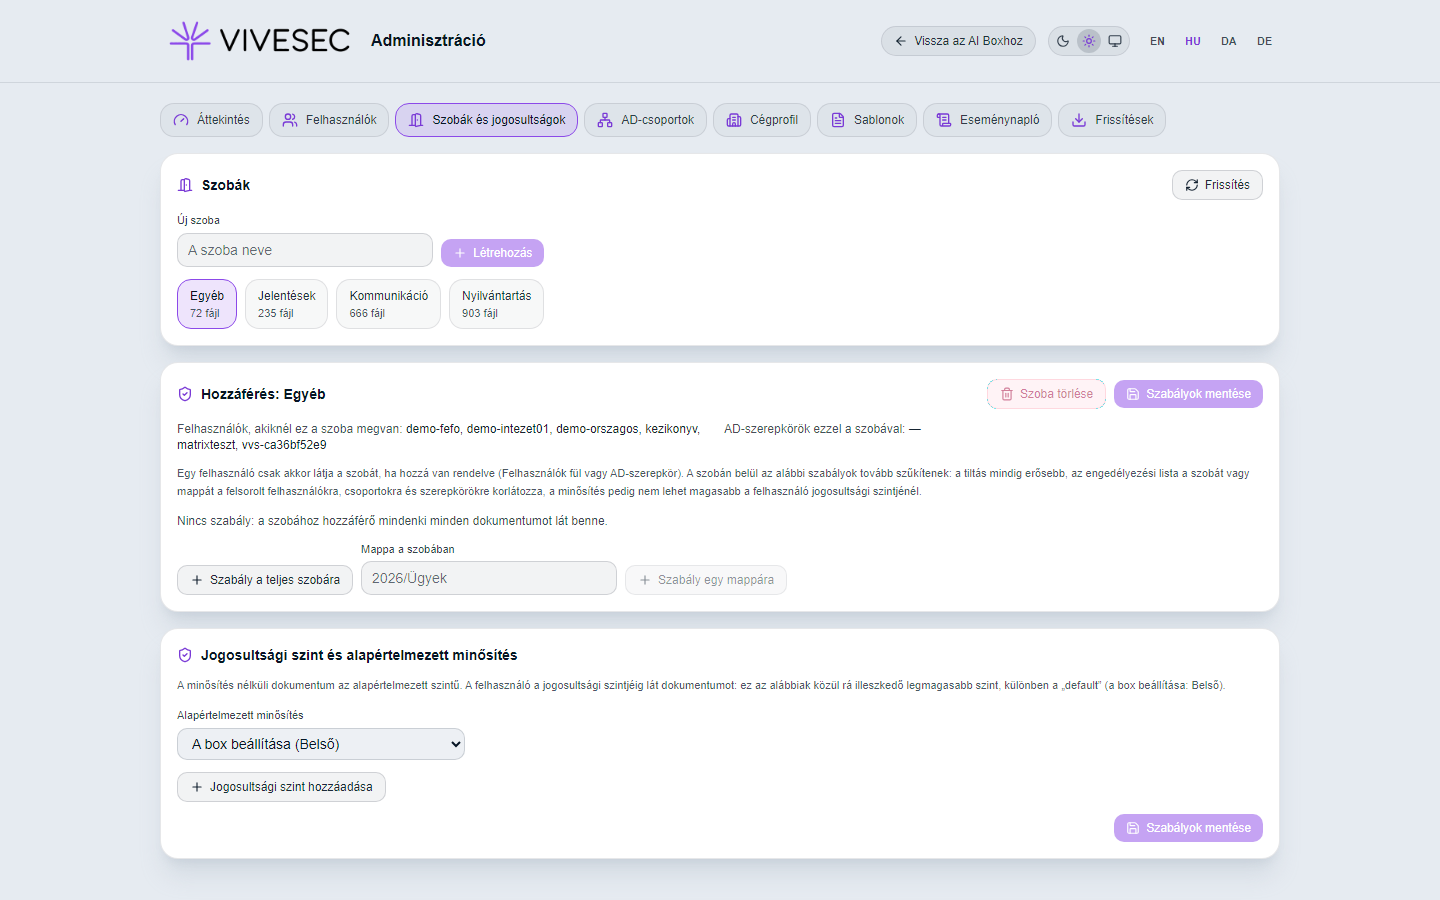 VIVESEC
Adminisztráció
Vissza az AI Boxhoz
EN
HU
DA
DE
Áttekintés
Felhasználók
Szobák és jogosultságok
AD-csoportok
Cégprofil
Sablonok
Eseménynapló
Frissítések
Szobák
Frissítés
Új szoba
A szoba neve
Létrehozás
Egyéb
72 fájl
Jelentések
235 fájl
Kommunikáció
666 fájl
Nyilvántartás
903 fájl
Hozzáférés: Egyéb
Szoba törlése
Szabályok mentése
Felhasználók, akiknél ez a szoba megvan: demo-fefo, demo-intezet01, demo-orszagos, kezikonyv,
matrixteszt, vvs-ca36bf52e9
AD-szerepkörök ezzel a szobával: —
Egy felhasználó csak akkor látja a szobát, ha hozzá van rendelve (Felhasználók fül vagy AD-szerepkör). A szobán belül az alábbi szabályok tovább szűkítenek: a tiltás mindig erősebb, az engedélyezési lista a szobát vagy
mappát a felsorolt felhasználókra, csoportokra és szerepkörökre korlátozza, a minősítés pedig nem lehet magasabb a felhasználó jogosultsági szintjénél.
Nincs szabály: a szobához hozzáférő mindenki minden dokumentumot lát benne.
Mappa a szobában
Szabály a teljes szobára
2026/Ügyek
Szabály egy mappára
Jogosultsági szint és alapértelmezett minősítés
A minősítés nélküli dokumentum az alapértelmezett szintű. A felhasználó a jogosultsági szintjéig lát dokumentumot: ez az alábbiak közül rá illeszkedő legmagasabb szint, különben a „default” (a box beállítása: Belső).
Alapértelmezett minősítés
A box beállítása (Belső)
Jogosultsági szint hozzáadása
Szabályok mentése